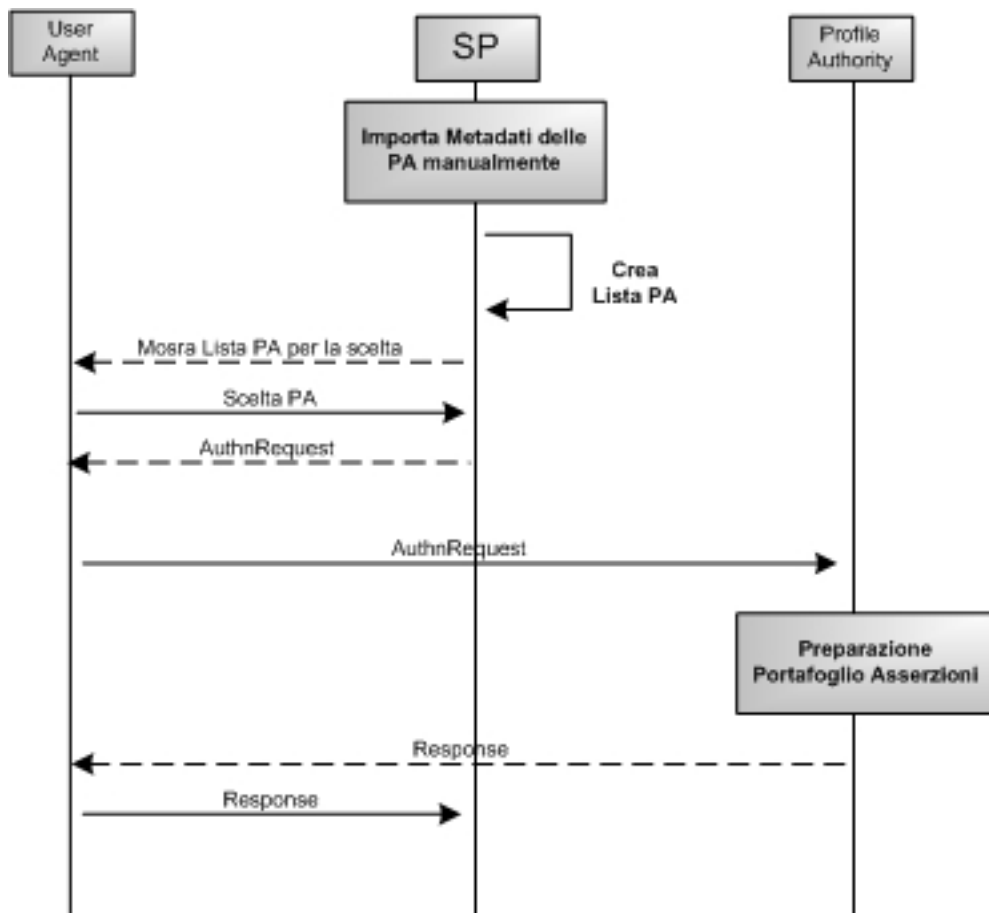 User
Agent
SP
Profile
Authority
Importa Metadati delle
PA manualmente
Crea
Lista PA
Mosra Lista PA per la scelta
Scelta PA
AuthnRequest
AuthnRequest
Preparazione
Portafoglio Asserzioni
Response
Response